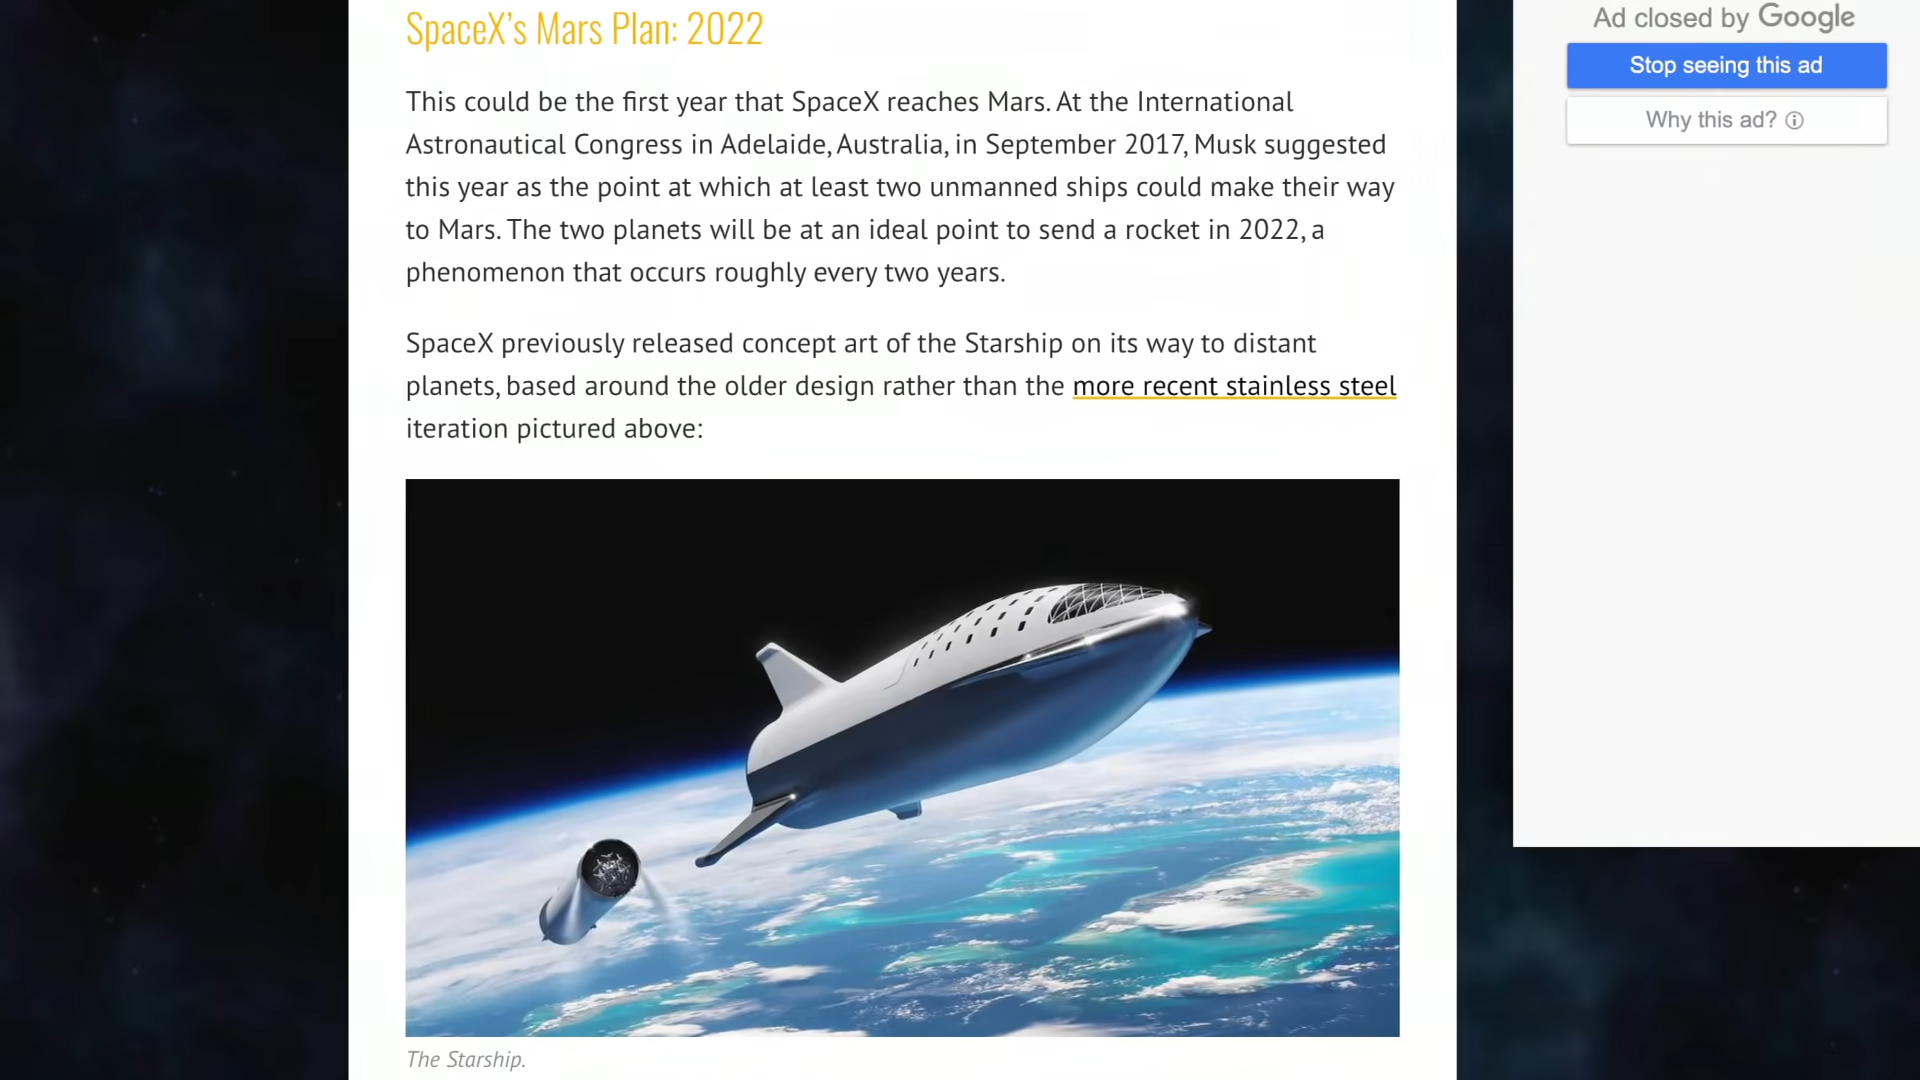 SpaceX’s Mars Plan: 2022
This could be the first year that SpaceX reaches Mars. At the International
Astronautical Congress in Adelaide, Australia, in September 2017, Musk suggested
this year as the point at which at least two unmanned ships could make their way
to Mars. The two planets will be at an ideal point to send a rocket in 2022, a
phenomenon that occurs roughly every two years.
SpaceX previously released concept art of the Starship on its way to distant
planets, based around the older design rather than the more recent stainless steel
iteration pictured above:
The Starship.
Ad closed by Google
Stop seeing this ad
Why this ad?